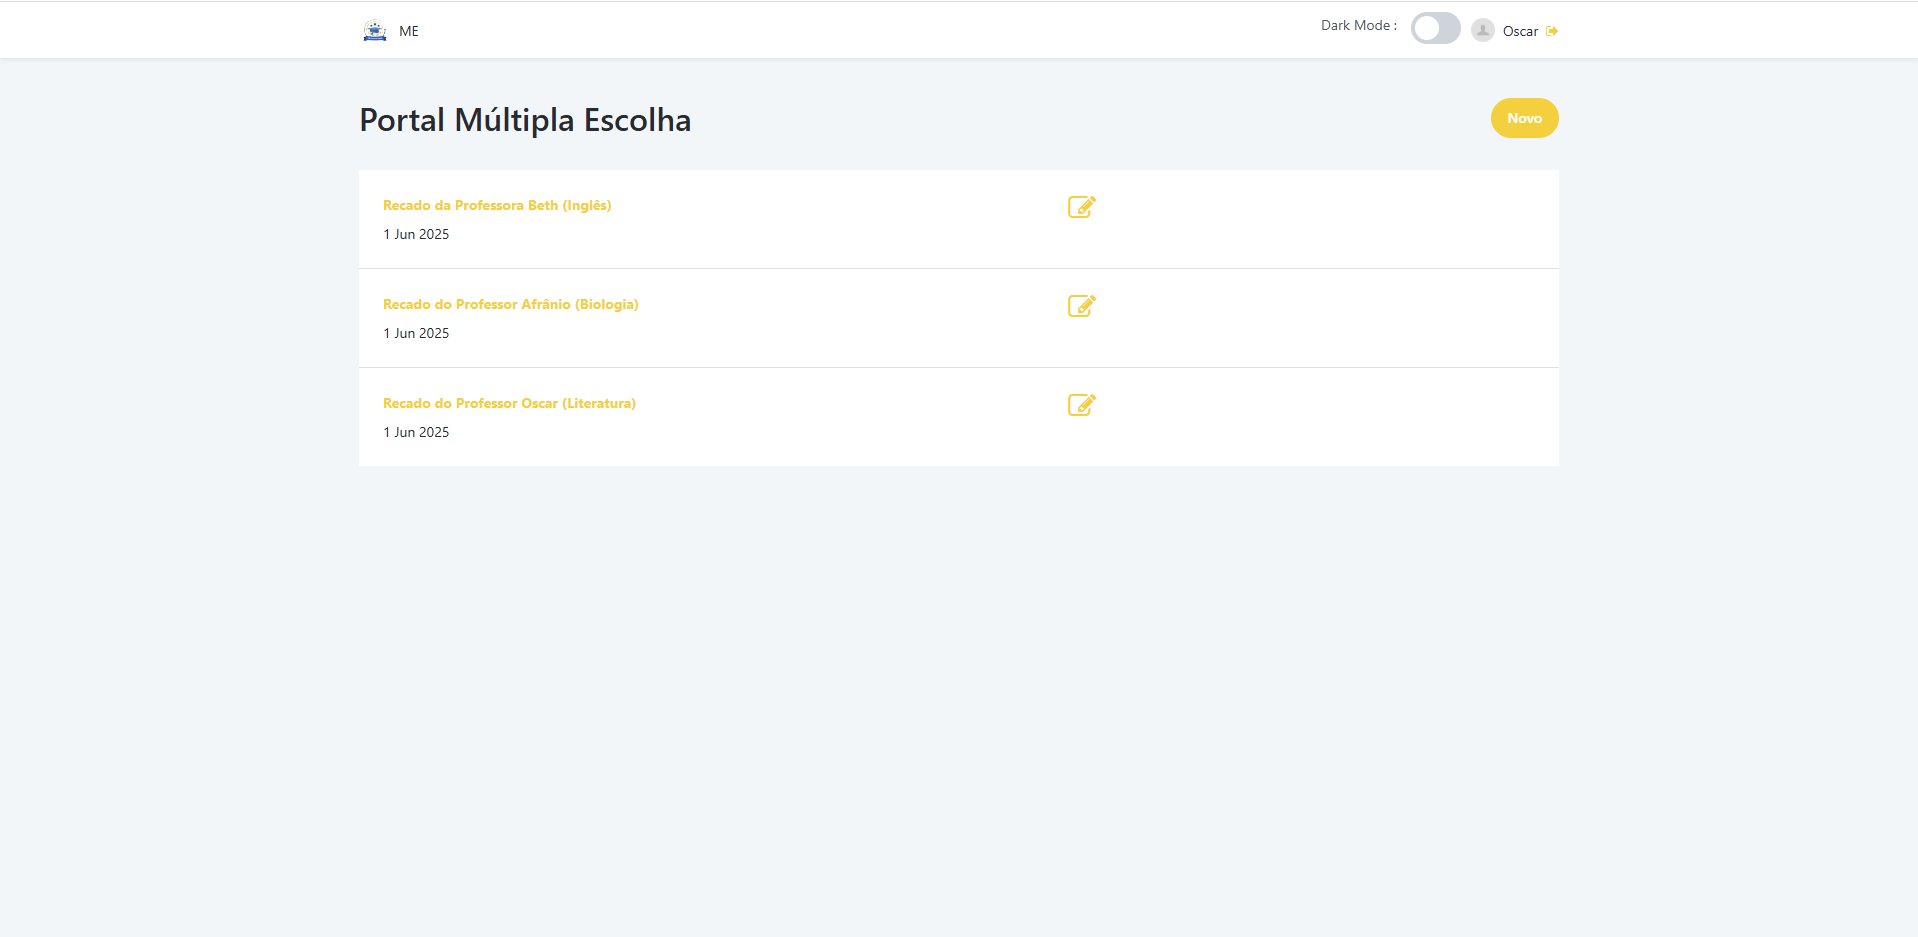 ME
Dark Mode :
Oscar
Portal Múltipla Escolha
Novo
Recado da Professora Beth (Inglês)
1 Jun 2025
Recado do Professor Afrânio (Biologia)
1 Jun 2025
Recado do Professor Oscar (Literatura)
1 Jun 2025